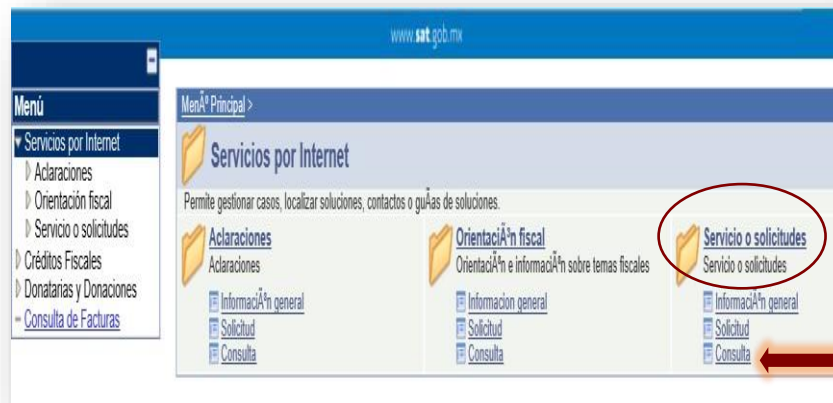 www.sat.gob.mx
Menú
Servicios por Internet
Aclaraciones
Orientación fiscal
Servicio o solicitudes
Créditos Fiscales
Donatarias y Donaciones
Consulta de Facturas
MenÃº Principal >
Servicios por Internet
Permite gestionar casos, localizar soluciones, contactos o guÃ­as de soluciones.
Aclaraciones
Aclaraciones
InformaciÃ³n general
Solicitud
Consulta
OrientaciÃ³n fiscal
OrientaciÃ³n e informaciÃ³n sobre temas fiscales
Informacion general
Solicitud
Consulta
Servicio o solicitudes
Servicio o solicitudes
InformaciÃ³n general
Solicitud
Consulta